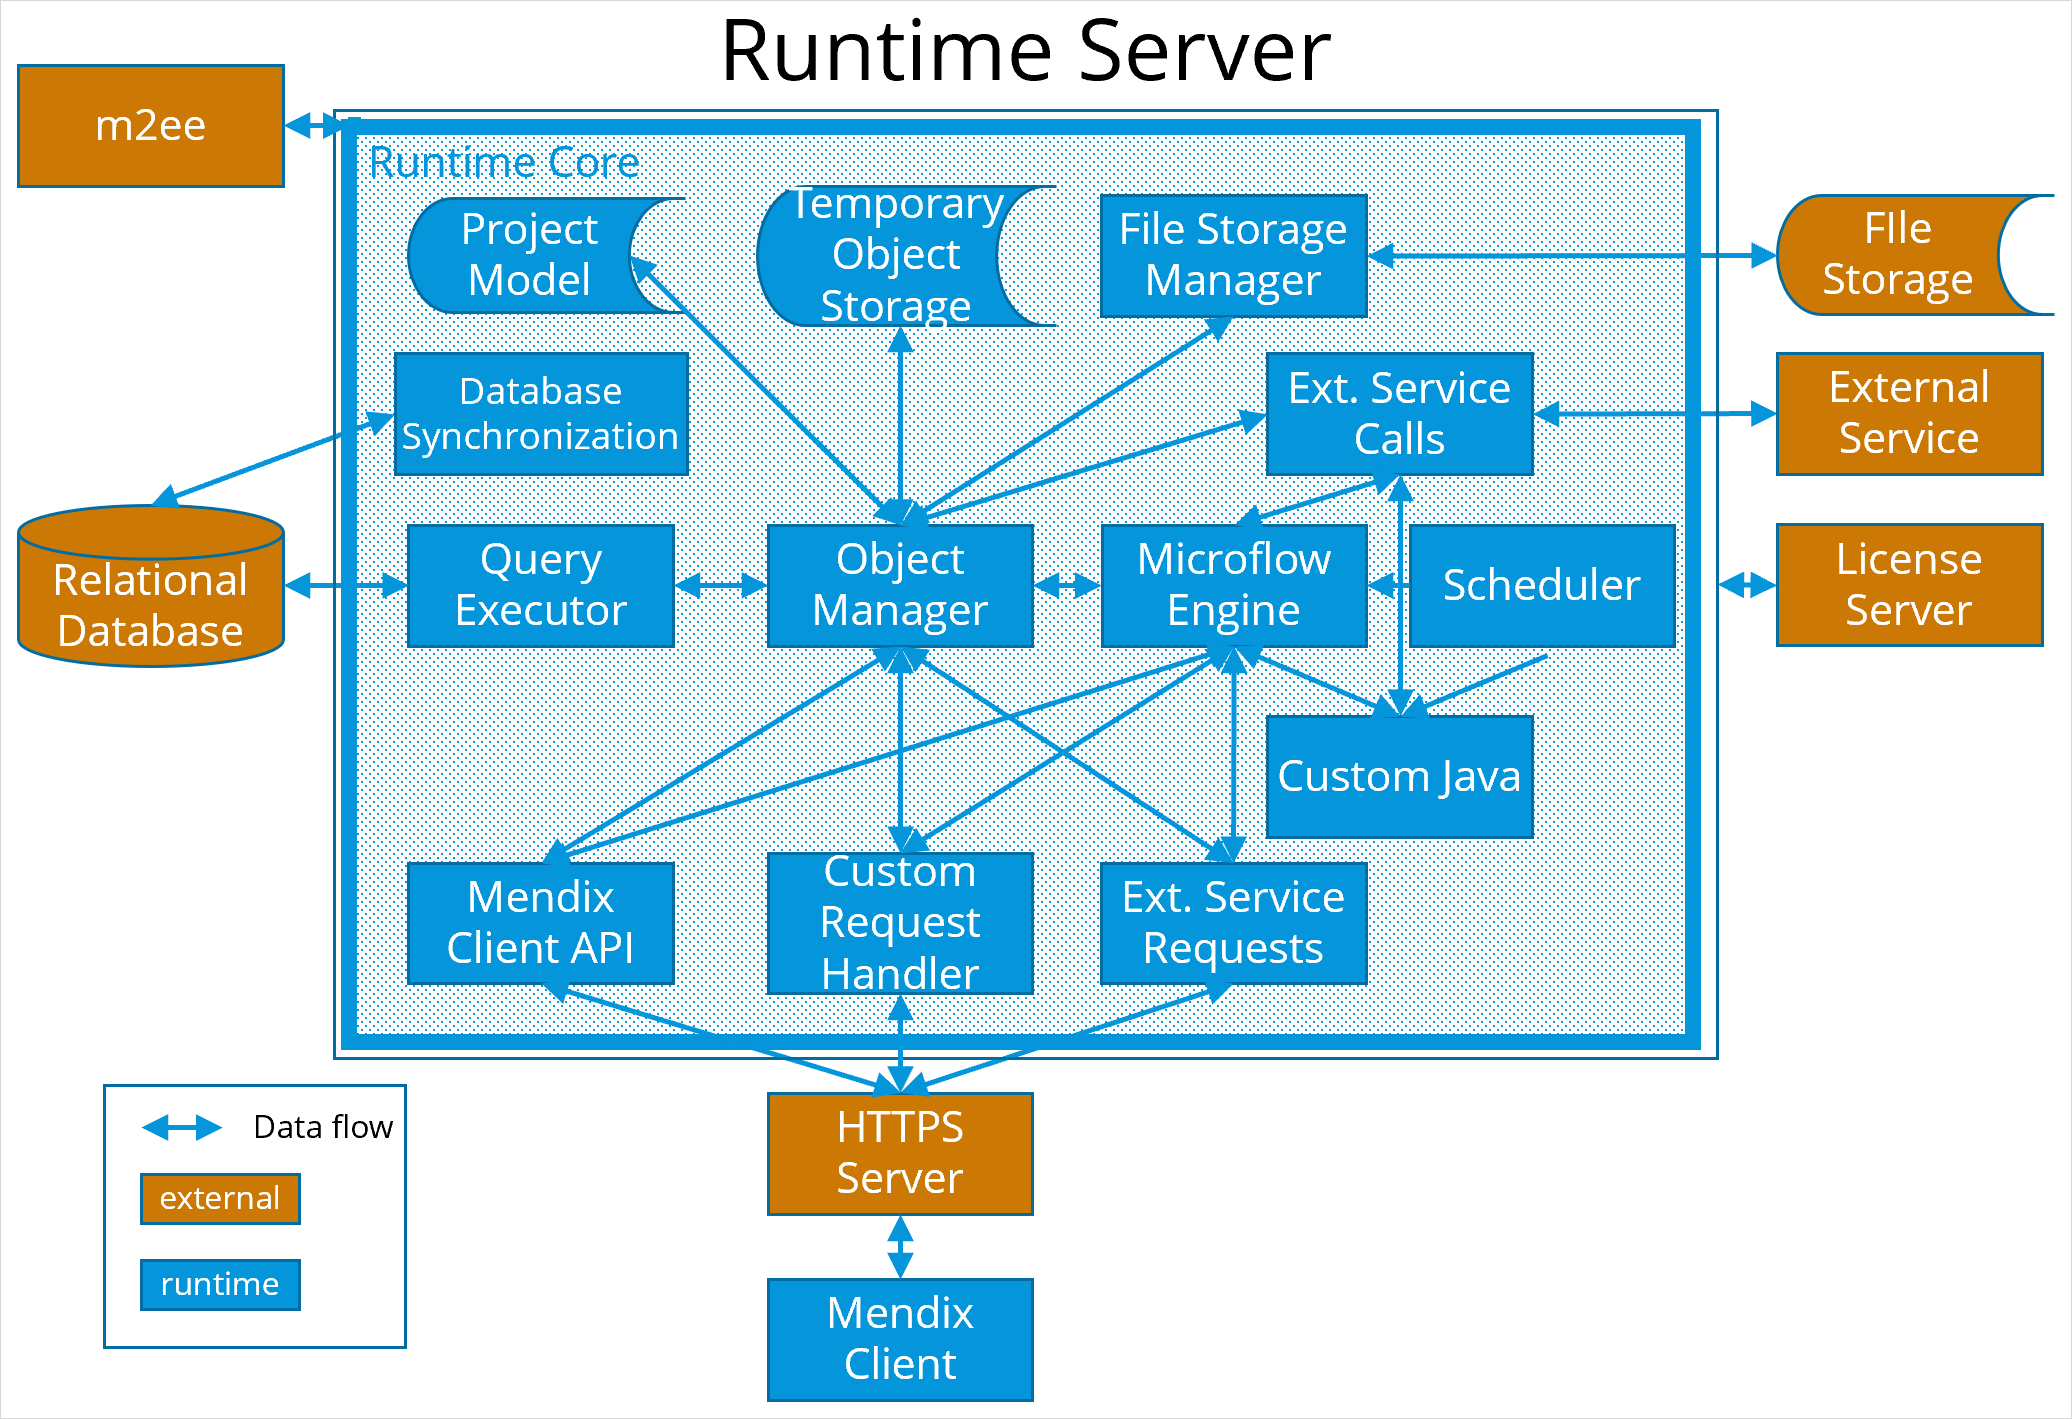 Runtime Server
m2ee
Runtime Core
Project
Model
Temporary
Object
Storage
File Storage
Manager
FIle
Storage
Database
Synchronization
Ext. Service
Calls
External
Service
Relational
Database
Query
Executor
Object
Manager
Microflow
Engine
Scheduler
License
Server
Custom Java
Mendix
Client API
Custom
Request
Handler
Ext. Service
Requests
Data flow
external
runtime
HTTPS
Server
Mendix
Client